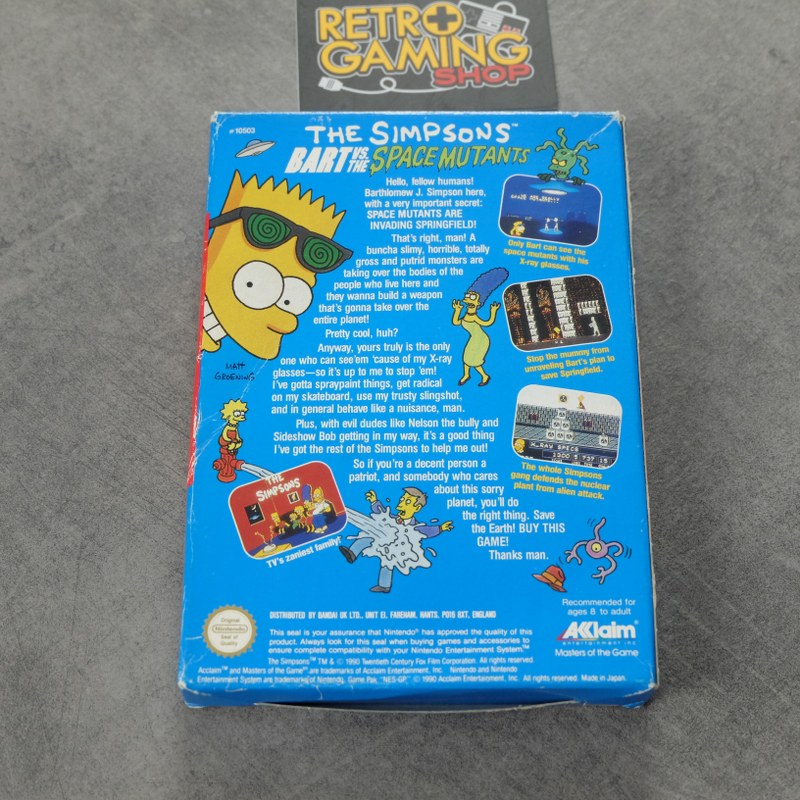 RETRO
GAMING
SHOP
#10503
THE SIMPSONS™
BART VS. THE SPACE MUTANTS
Hello, fellow humans!
Barthlomew J. Simpson here,
with a very important secret:
SPACE MUTANTS ARE
INVADING SPRINGFIELD!
That's right, man! A
buncha slimy, horrible, totally
gross and putrid monsters are
taking over the bodies of the
people who live here and
they wanna build a weapon
that's gonna take over the
entire planet!
Pretty cool, huh?
Anyway, yours truly is the only
one who can see'em 'cause of my X-ray
glasses—so it's up to me to stop 'em!
I've gotta spraypaint things, get radical
on my skateboard, use my trusty slingshot,
and in general behave like a nuisance, man.
Plus, with evil dudes like Nelson the bully and
Sideshow Bob getting in my way, it's a good thing
I've got the rest of the Simpsons to help me out!
So if you're a decent person a
patriot, and somebody who cares
about this sorry
planet, you'll do
the right thing. Save
the Earth! BUY THIS
GAME!
Thanks man.
MATT
GROENING
Only Bart can see the
space mutants with his
X-ray glasses.
Stop the mummy from
unraveling Bart's plan to
save Springfield.
X-RAY SPECS
The whole Simpsons
gang defends the nuclear
plant from alien attack.
THE
SIMPSONS
TV's zaniest family!
Recommended for
ages 8 to adult
AKklaim
entertainment inc.
Masters of the Game
Original
Nintendo
Seal of
Quality
DISTRIBUTED BY BANDAI UK LTD., UNIT E1, FAREHAM, HANTS. PO16 8XT, ENGLAND
This seal is your assurance that Nintendo® has approved the quality of this
product. Always look for this seal when buying games and accessories to
ensure complete compatibility with your Nintendo Entertainment System.™
The Simpsons™ TM & © 1990 Twentieth Century Fox Film Corporation. All rights reserved.
Acclaim™ and Masters of the Game™ are trademarks of Acclaim Entertainment, Inc. Nintendo and Nintendo
Entertainment System are trademarks of Nintendo. Game Pak, "NES-GP," © 1990 Acclaim Entertainment, Inc. All rights reserved. Made in Japan.